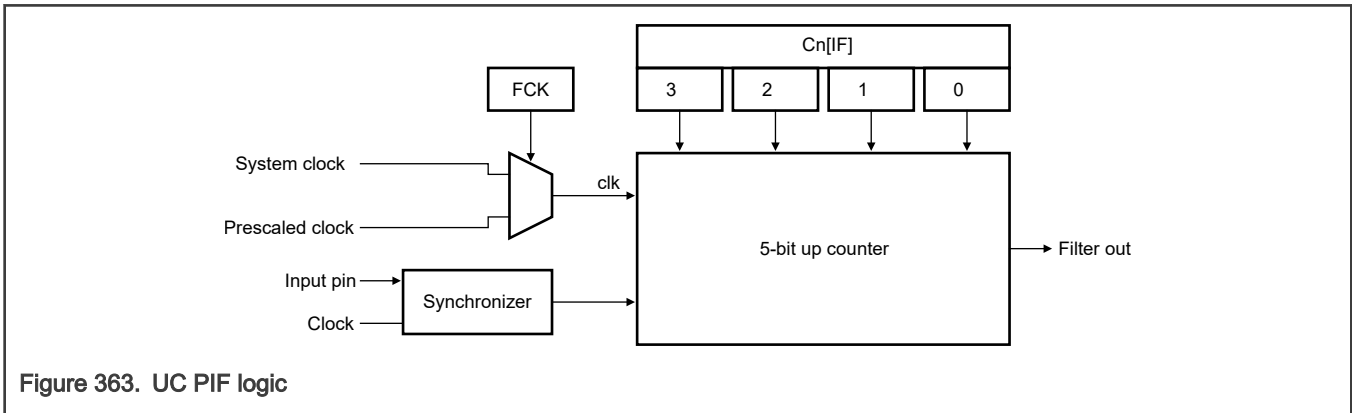 Cn[IF]
FCK
3 2 1 0
System clock
clk
Prescaled clock
5-bit up counter
Filter out
Input pin
Synchronizer
Clock
Figure 363. UC PIF logic